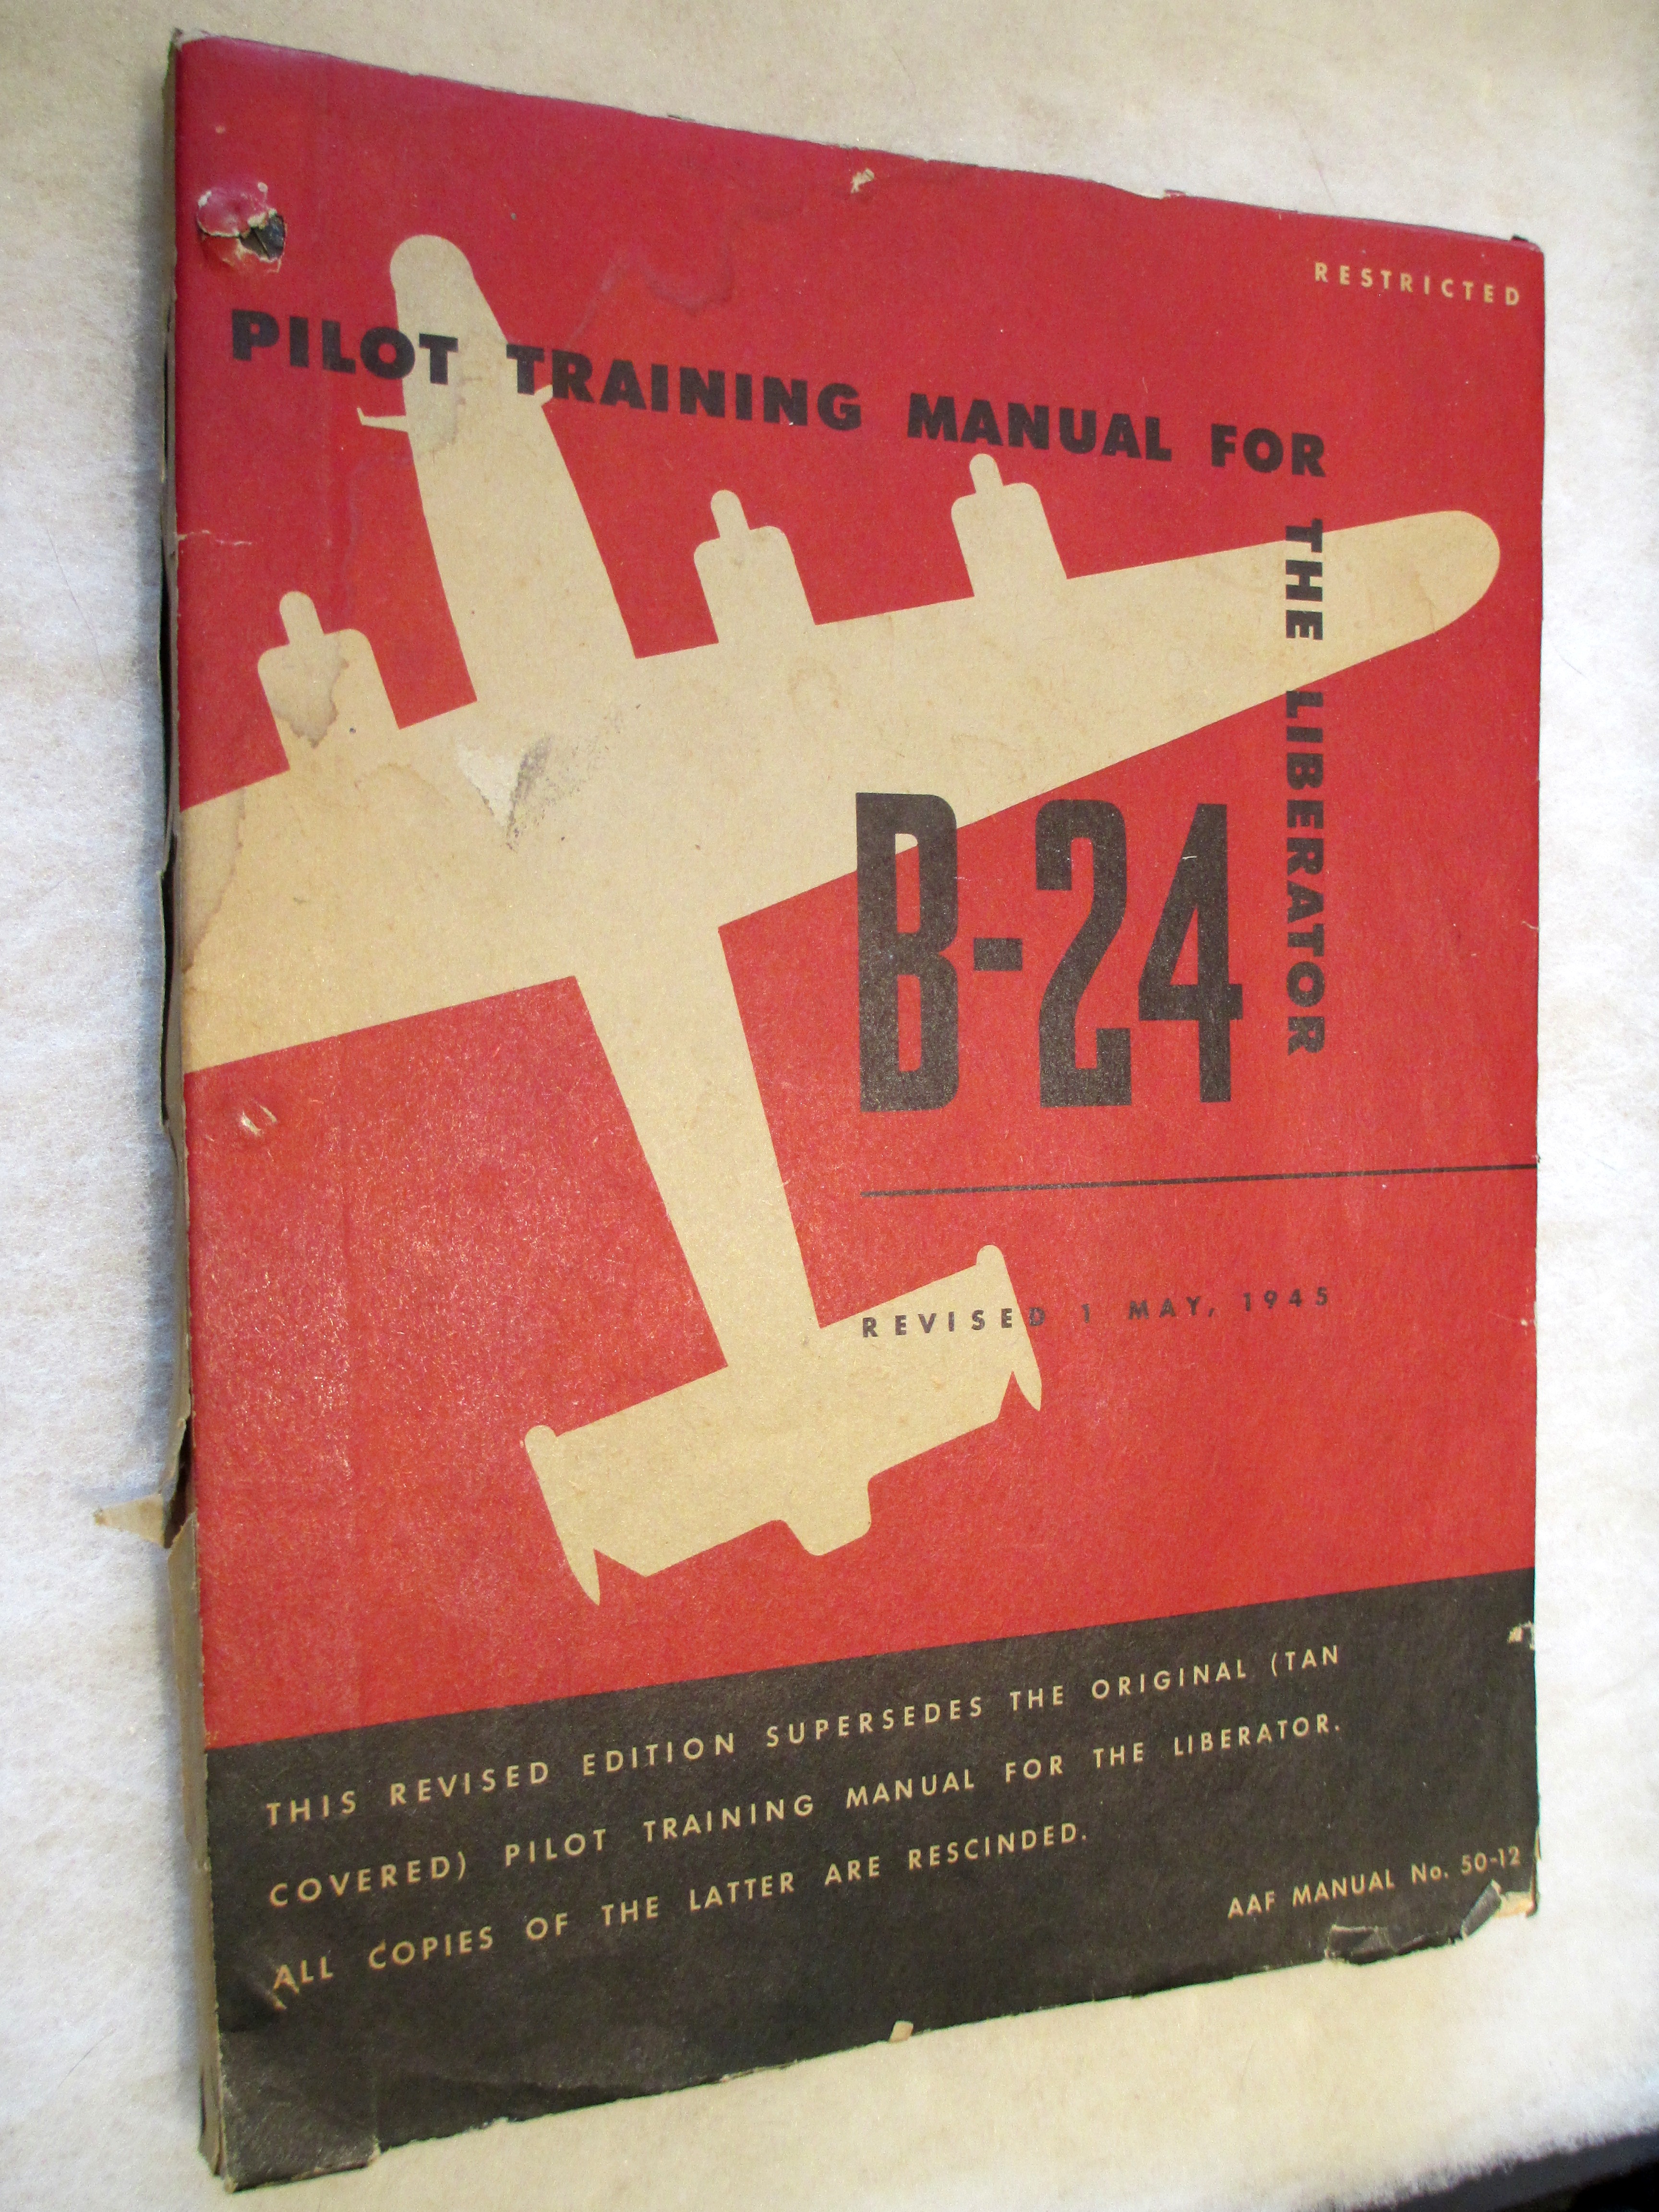 RESTRICTED
PILOT TRAINING MANUAL FOR
THE LIBERATOR
B-24
REVISED 1 MAY, 1945
THIS REVISED EDITION SUPERSEDES THE ORIGINAL (TAN
COVERED) PILOT TRAINING MANUAL FOR THE LIBERATOR.
ALL COPIES OF THE LATTER ARE RESCINDED.
AAF MANUAL No. 50-12